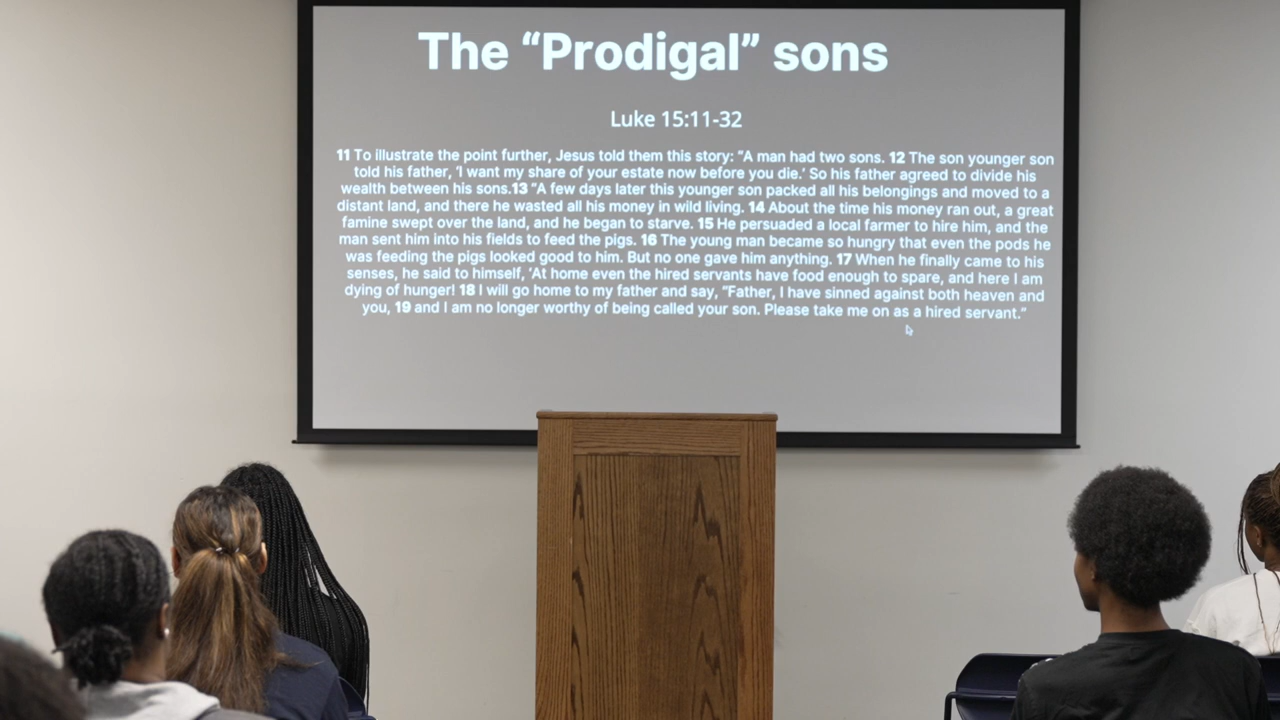 The “Prodigal” sons
Luke 15:11-32
11 To illustrate the point further, Jesus told them this story: “A man had two sons. 12 The son younger son
told his father, ‘I want my share of your estate now before you die.’ So his father agreed to divide his
wealth between his sons.13 “A few days later this younger son packed all his belongings and moved to a
distant land, and there he wasted all his money in wild living. 14 About the time his money ran out, a great
famine swept over the land, and he began to starve. 15 He persuaded a local farmer to hire him, and the
man sent him into his fields to feed the pigs. 16 The young man became so hungry that even the pods he
was feeding the pigs looked good to him. But no one gave him anything. 17 When he finally came to his
senses, he said to himself, ‘At home even the hired servants have food enough to spare, and here I am
dying of hunger! 18 I will go home to my father and say, “Father, I have sinned against both heaven and
you, 19 and I am no longer worthy of being called your son. Please take me on as a hired servant.”